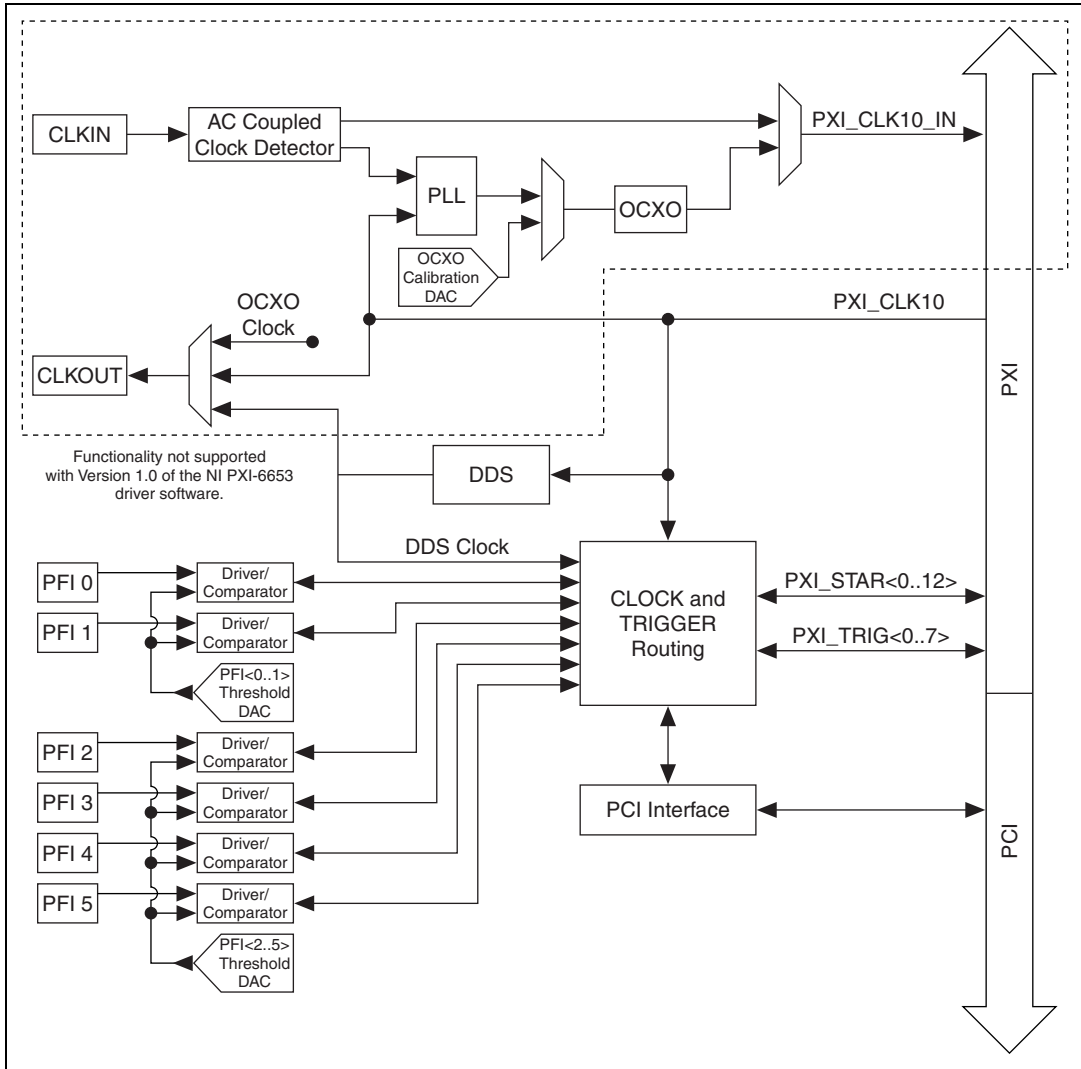 CLKIN
AC Coupled
Clock Detector
PXI_CLK10_IN
PLL
OCXO
OCXO
Calibration
DAC
OCXO
Clock
PXI_CLK10
CLKOUT
PXI
Functionality not supported
with Version 1.0 of the NI PXI-6653
driver software.
DDS
DDS Clock
PFI 0
Driver/
Comparator
PFI 1
Driver/
Comparator
CLOCK and
TRIGGER
Routing
PXI_STAR<0..12>
PXI_TRIG<0..7>
PFI<0..1>
Threshold
DAC
PFI 2
Driver/
Comparator
PFI 3
Driver/
Comparator
PCI Interface
PCI
PFI 4
Driver/
Comparator
PFI 5
Driver/
Comparator
PFI<2..5>
Threshold
DAC